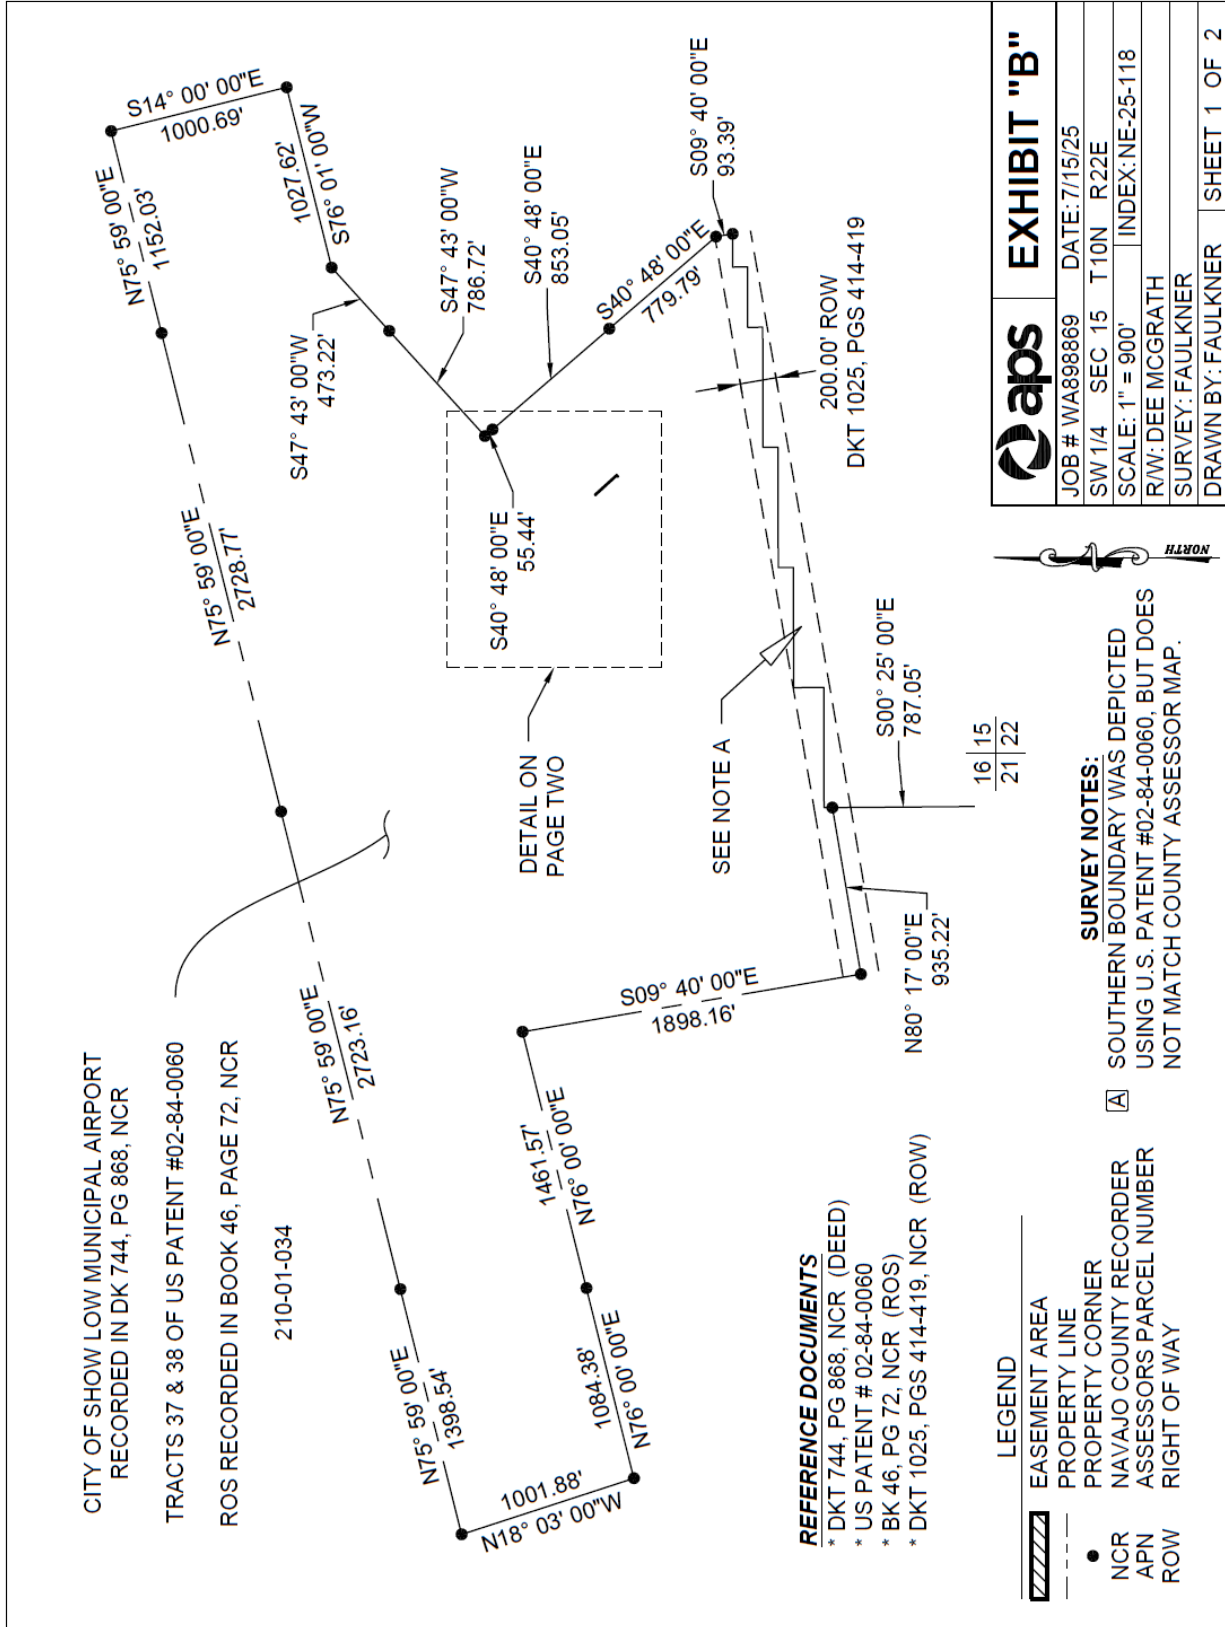 CITY OF SHOW LOW MUNICIPAL AIRPORT
RECORDED IN DK 744, PG 868, NCR
TRACTS 37 & 38 OF US PATENT #02-84-0060
ROS RECORDED IN BOOK 46, PAGE 72, NCR
210-01-034
N75° 59' 00"E
1398.54'
N75° 59' 00"E
2723.16'
N75° 59' 00"E
2728.77'
N75° 59' 00"E
1152.03'
S14° 00' 00"E
1000.69'
1027.62'
S76° 01' 00"W
S47° 43' 00"W
473.22'
S47° 43' 00"W
786.72'
S40° 48' 00"E
55.44'
S40° 48' 00"E
853.05'
S40° 48' 00"E
779.79'
S09° 40' 00"E
93.39'
1001.88'
N18° 03' 00"W
1084.38'
N76° 00' 00"E
1461.57'
N76° 00' 00"E
S09° 40' 00"E
1898.16'
N80° 17' 00"E
935.22'
S00° 25' 00"E
787.05'
DETAIL ON
PAGE TWO
SEE NOTE A
200.00' ROW
DKT 1025, PGS 414-419
16 15
21 22
REFERENCE DOCUMENTS
* DKT 744, PG 868, NCR (DEED)
* US PATENT # 02-84-0060
* BK 46, PG 72, NCR (ROS)
* DKT 1025, PGS 414-419, NCR (ROW)
LEGEND
EASEMENT AREA
PROPERTY LINE
PROPERTY CORNER
NCR NAVAJO COUNTY RECORDER
APN ASSESSORS PARCEL NUMBER
ROW RIGHT OF WAY
SURVEY NOTES:
A SOUTHERN BOUNDARY WAS DEPICTED
USING U.S. PATENT #02-84-0060, BUT DOES
NOT MATCH COUNTY ASSESSOR MAP.
NORTH
aps EXHIBIT "B"
JOB # WA898869 DATE: 7/15/25
SW 1/4 SEC 15 T10N R22E
SCALE: 1" = 900' INDEX: NE-25-118
R/W: DEE MCGRATH
SURVEY: FAULKNER
DRAWN BY: FAULKNER SHEET 1 OF 2